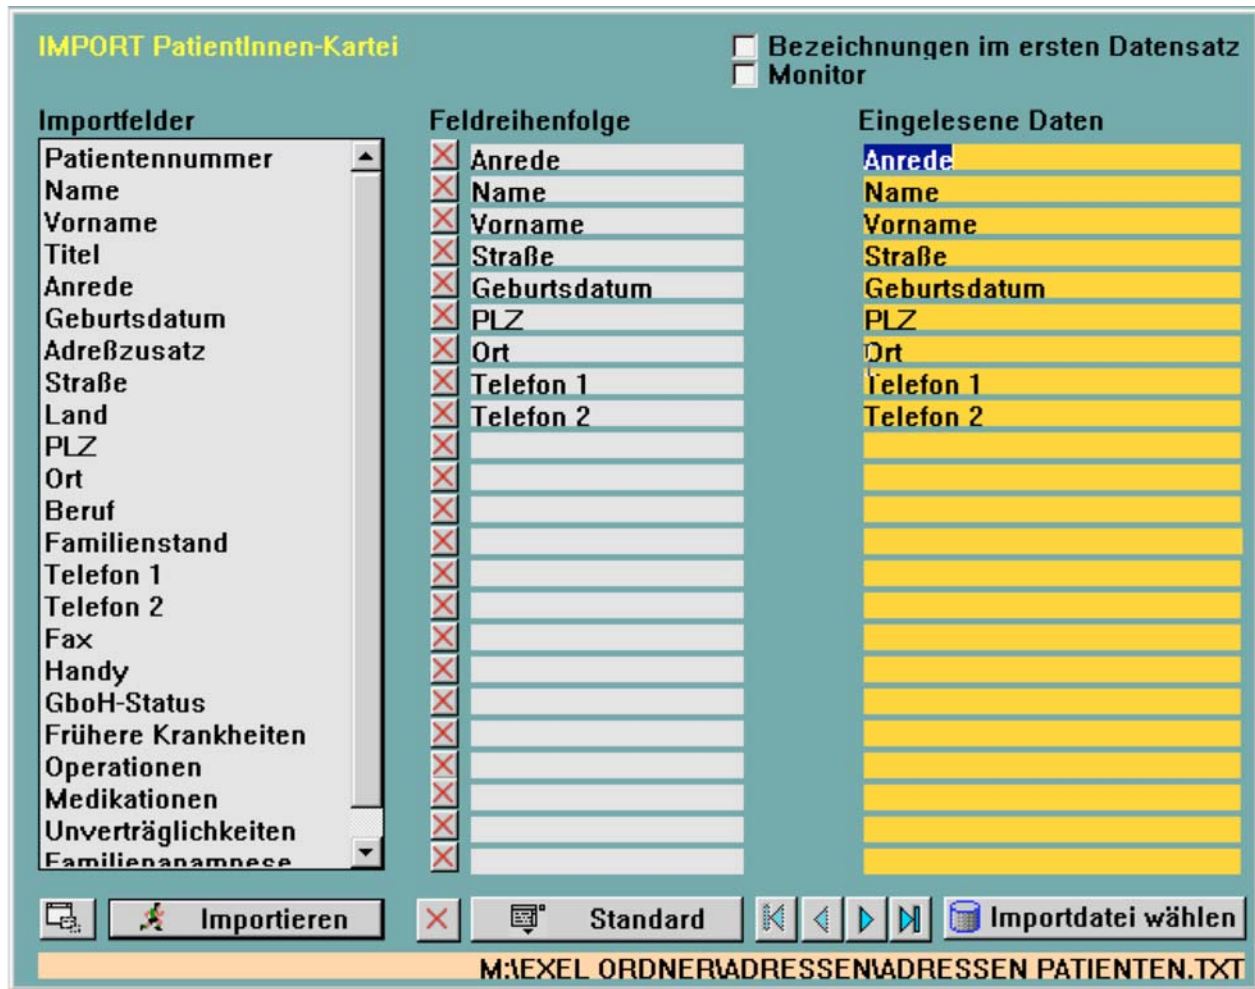 IMPORT PatientInnen-Kartei
Bezeichnungen im ersten Datensatz
Monitor
Importfelder
Patientennummer
Name
Vorname
Titel
Anrede
Geburtsdatum
Adreßzusatz
Straße
Land
PLZ
Ort
Beruf
Familienstand
Telefon 1
Telefon 2
Fax
Handy
GboH-Status
Frühere Krankheiten
Operationen
Medikationen
Unverträglichkeiten
Familienanamnese
Feldreihenfolge
Anrede
Name
Vorname
Straße
Geburtsdatum
PLZ
Ort
Telefon 1
Telefon 2
Eingelesene Daten
Anrede
Name
Vorname
Straße
Geburtsdatum
PLZ
Ort
Telefon 1
Telefon 2
Importieren
Standard
Importdatei wählen
M:\EXEL ORDNER\ADRESSEN\ADRESSEN PATIENTEN.TXT